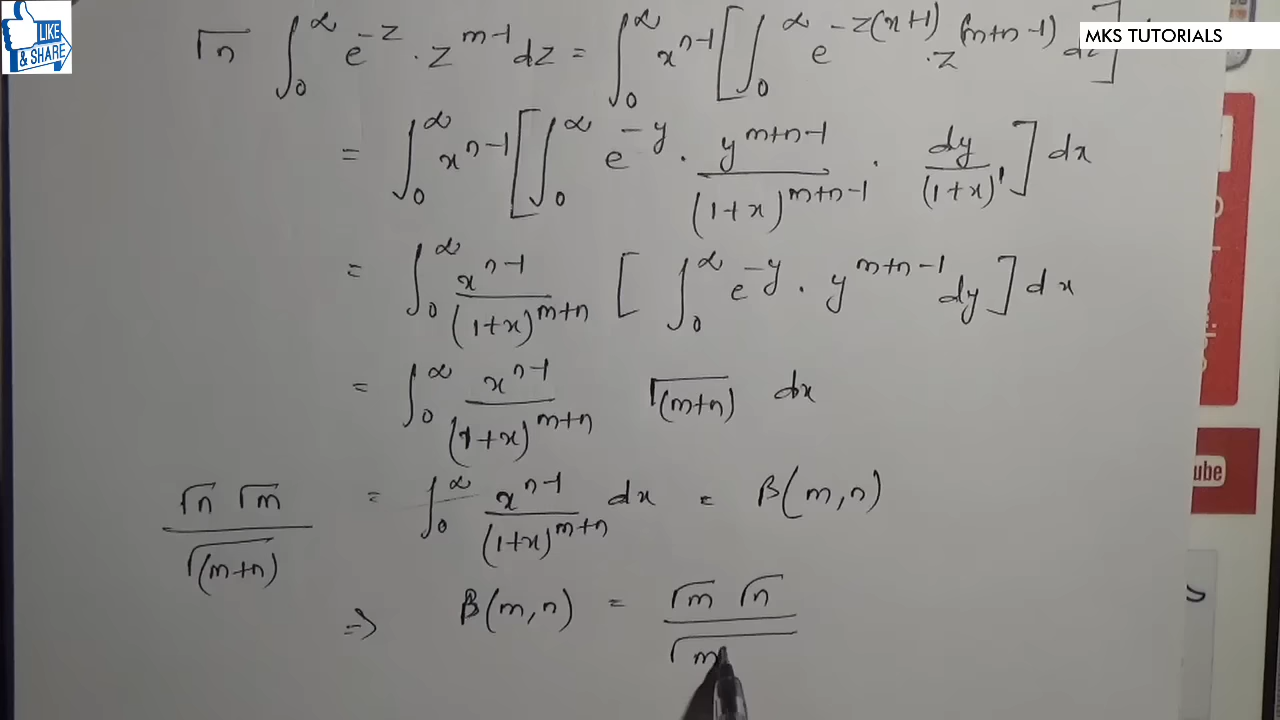 LIKE
& SHARE
MKS TUTORIALS
Γn ∫₀^∞ e^{-z} · z^{m-1} dz = ∫₀^∞ x^{n-1} [ ∫₀^∞ e^{-z(x+1)} · z^{(m+n-1)} dz ]
= ∫₀^∞ x^{n-1} [ ∫₀^∞ e^{-y} · y^{m+n-1} / (1+x)^{m+n-1} · dy / (1+x)^1 ] dx
= ∫₀^∞ x^{n-1} / (1+x)^{m+n} [ ∫₀^∞ e^{-y} · y^{m+n-1} dy ] dx
= ∫₀^∞ x^{n-1} / (1+x)^{m+n} Γ(m+n) dx
Γn Γm / Γ(m+n) = ∫₀^∞ x^{n-1} / (1+x)^{m+n} dx = β(m,n)
⇒ β(m,n) = Γm Γn / Γm
ube